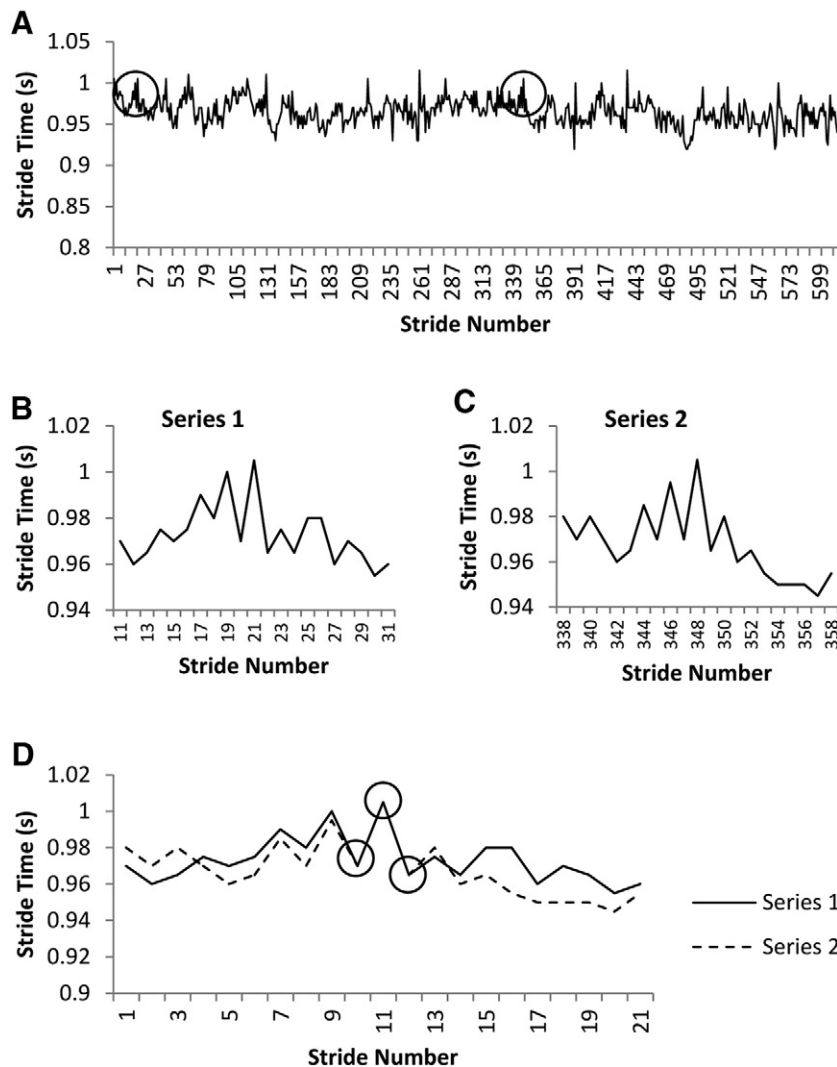 A
1.05
1
0.95
0.9
0.85
0.8
Stride Time (s)
1 27 53 79 105 131 157 183 209 235 261 287 313 339 365 391 417 443 469 495 521 547 573 599
Stride Number
B
Series 1
1.02
1
0.98
0.96
0.94
Stride Time (s)
11 13 15 17 19 21 23 25 27 29 31
Stride Number
C
Series 2
1.02
1
0.98
0.96
0.94
Stride Time (s)
338 340 342 344 346 348 350 352 354 356 358
Stride Number
D
1.02
1
0.98
0.96
0.94
0.92
0.9
Stride Time (s)
1 3 5 7 9 11 13 15 17 19 21
Stride Number
Series 1
Series 2